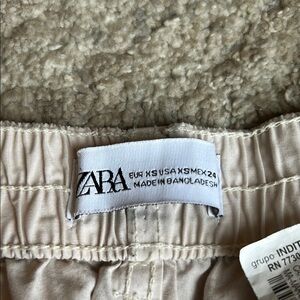 ZARA
EUR XS USA XS MEX 24
MADE IN BANGLADESH
grupo INDIT
RN 7730